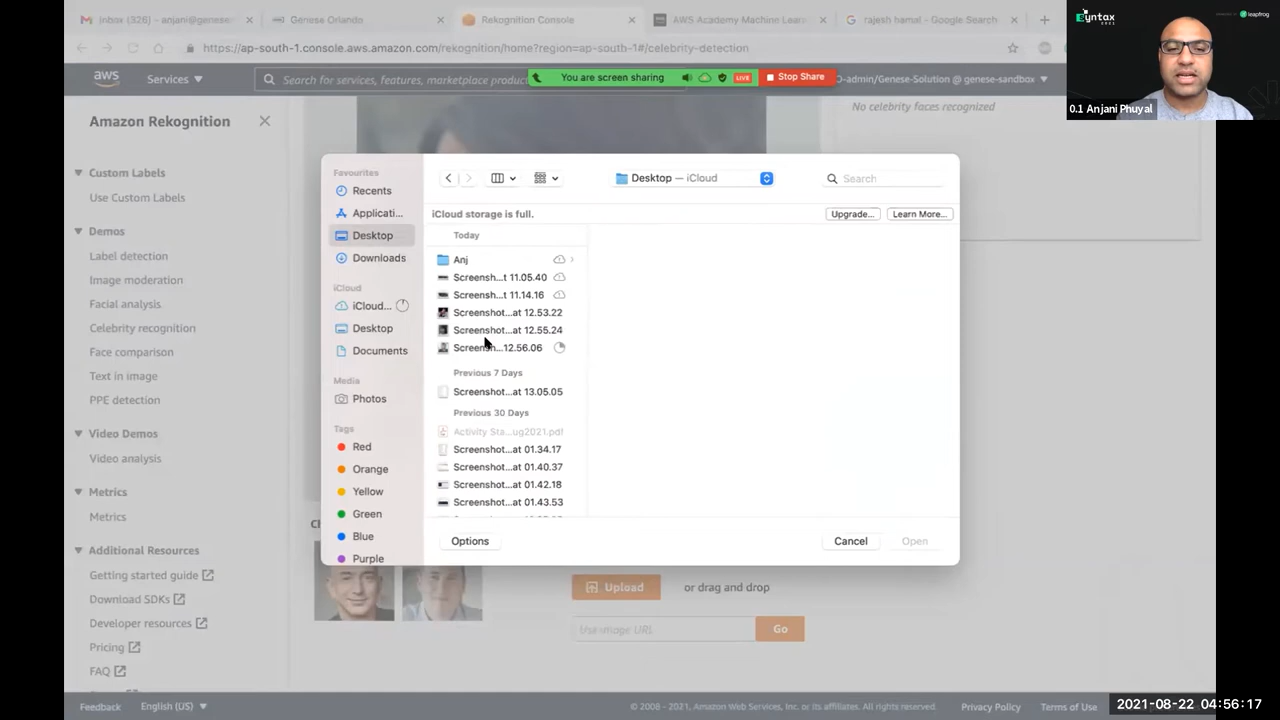 Inbox (326) – anjani@genese
Genese Orlando
Rekognition Console
AWS Academy Machine Lear
rajesh hamal - Google Search
https://ap-south-1.console.aws.amazon.com/rekognition/home?region=ap-south-1#/celebrity-detection
aws
Services
Search for services, features, marketplace produc
You are screen sharing
LIVE
Stop Share
O-admin/Genese-Solution @ genese-sandbox
yntax
leapfrog
0.1 Anjani Phuyal
Amazon Rekognition
No celebrity faces recognized
Custom Labels
Use Custom Labels
Demos
Label detection
Image moderation
Facial analysis
Celebrity recognition
Face comparison
Text in image
PPE detection
Video Demos
Video analysis
Metrics
Metrics
Additional Resources
Getting started guide
Download SDKs
Developer resources
Pricing
FAQ
Favourites
Recents
Applicati...
Desktop
Downloads
iCloud
iCloud...
Desktop
Documents
Media
Photos
Tags
Red
Orange
Yellow
Green
Blue
Purple
Desktop — iCloud
Search
iCloud storage is full.
Upgrade...
Learn More...
Today
Anj
Screensh...t 11.05.40
Screensh...t 11.14.16
Screenshot...at 12.53.22
Screenshot...at 12.55.24
Screensh...12.56.06
Previous 7 Days
Screenshot...at 13.05.05
Previous 30 Days
Activity Sta...ug2021.pdf
Screenshot...at 01.34.17
Screenshot...at 01.40.37
Screenshot...at 01.42.18
Screenshot...at 01.43.53
Options
Cancel
Open
Upload
or drag and drop
Use image URL
Go
Feedback
English (US)
© 2008 - 2021, Amazon Web Services, Inc. or its affiliates. All rights reserved.
Privacy Policy
Terms of Use
2021-08-22 04:56:17